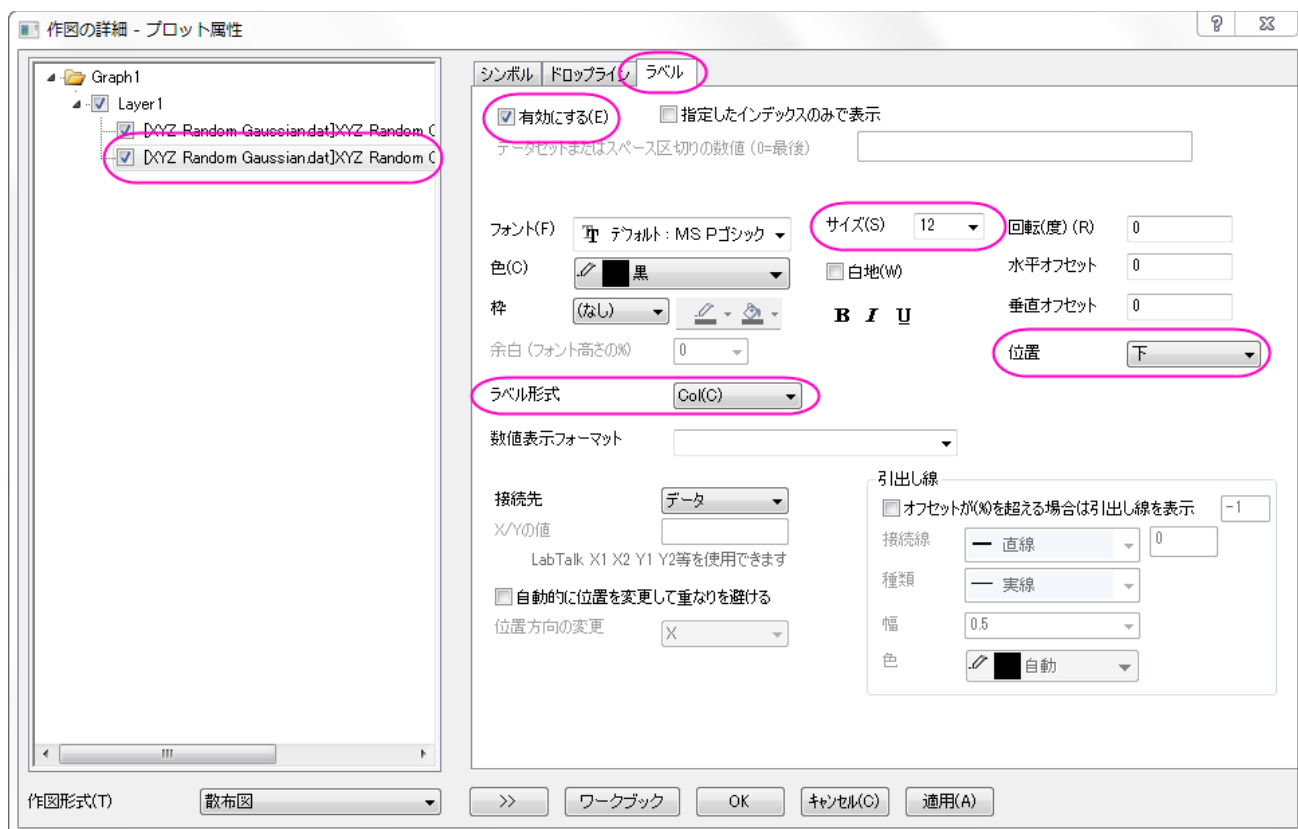 作図の詳細 - プロット属性
Graph1
Layer1
[XYZ Random Gaussian.dat]XYZ Random G
[XYZ Random Gaussian.dat]XYZ Random G
シンボル ドロップライン ラベル
有効にする(E) 指定したインデックスのみで表示
データセットまたはスペース区切りの数値 (0=最後)
フォント(F) デフォルト : MS Pゴシック サイズ(S) 12 回転(度) (R) 0
色(C) 黒 白地(W) 水平オフセット 0
枠 (なし) B I U 垂直オフセット 0
余白 (フォント高さの%) 0 位置 下
ラベル形式 Col(C)
数値表示フォーマット
引出し線
接続先 データ オフセットが(%)を超える場合は引出し線を表示 -1
X/Yの値 接続線 直線 0
LabTalk X1 X2 Y1 Y2等を使用できます
種類 実線
自動的に位置を変更して重なりを避ける
位置方向の変更 X 幅 0.5
色 自動
作図形式(T) 散布図 >> ワークブック OK キャンセル(C) 適用(A)